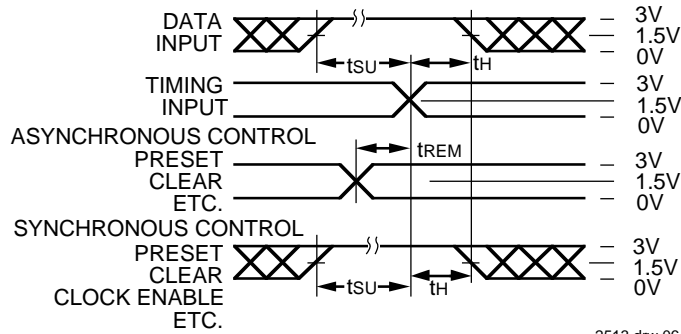 DATA
INPUT
3V
1.5V
0V
tSU
tH
TIMING
INPUT
3V
1.5V
0V
ASYNCHRONOUS CONTROL
PRESET
CLEAR
ETC.
tREM
3V
1.5V
0V
SYNCHRONOUS CONTROL
PRESET
CLEAR
CLOCK ENABLE
ETC.
tSU
tH
3V
1.5V
0V